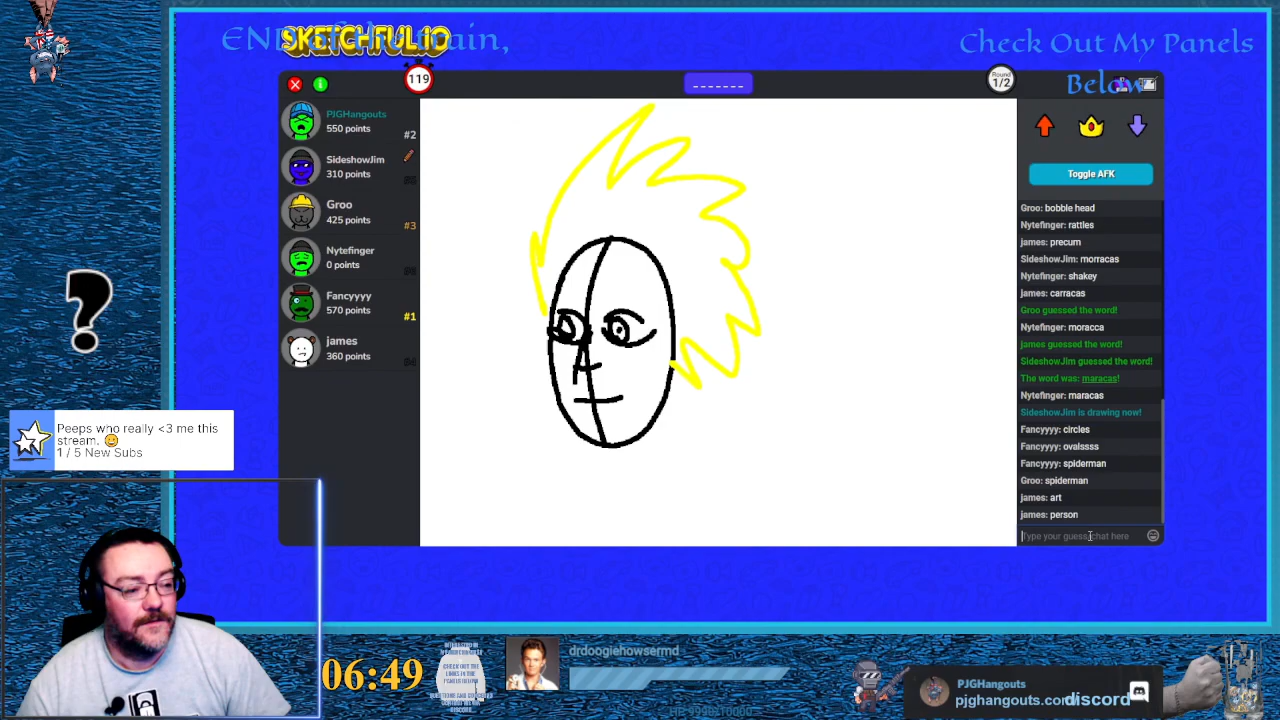 END
ain,
SKETCHFUL.IO
Check Out My Panels
Below
119
_ _ _ _ _ _ _
Round
1/2
PJGHangouts
550 points
#2
SideshowJim
310 points
Groo
425 points
#3
Nytefinger
0 points
Fancyyyy
570 points
#1
james
360 points
Toggle AFK
Groo: bobble head
Nytefinger: rattles
james: precum
SideshowJim: morracas
Nytefinger: shakey
james: carracas
Groo guessed the word!
Nytefinger: moracca
james guessed the word!
SideshowJim guessed the word!
The word was: maracas!
Nytefinger: maracas
SideshowJim is drawing now!
Fancyyyy: circles
Fancyyyy: ovalssss
Fancyyyy: spiderman
Groo: spiderman
james: art
james: person
Type your guess/chat here
?
Peeps who really <3 me this
stream. 😀
1 / 5 New Subs
06:49
drdoogiehowsermd
PJGHangouts
pjghangouts.com/discord